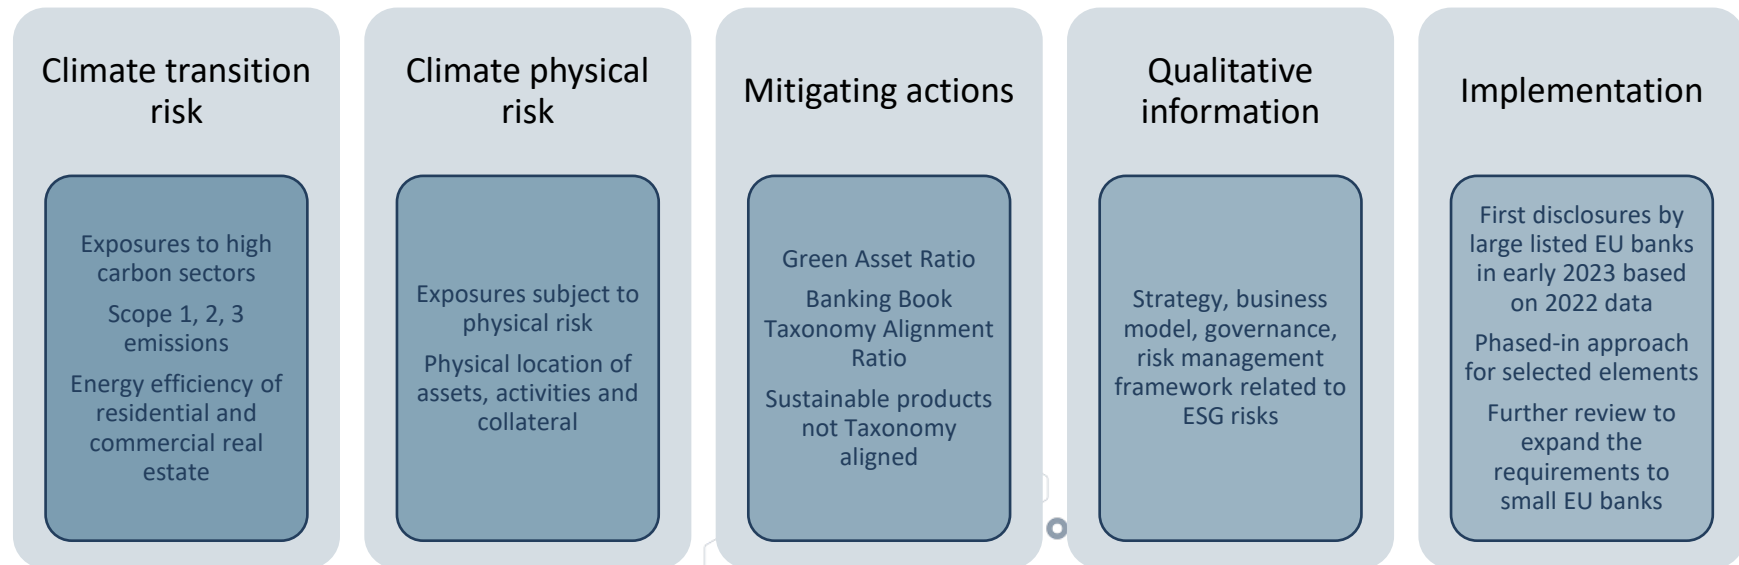 Climate transition
risk
Exposures to high
carbon sectors
Scope 1, 2, 3
emissions
Energy efficiency of
residential and
commercial real
estate
Climate physical
risk
Exposures subject to
physical risk
Physical location of
assets, activities and
collateral
Mitigating actions
Green Asset Ratio
Banking Book
Taxonomy Alignment
Ratio
Sustainable products
not Taxonomy
aligned
Qualitative
information
Strategy, business
model, governance,
risk management
framework related to
ESG risks
Implementation
First disclosures by
large listed EU banks
in early 2023 based
on 2022 data
Phased-in approach
for selected elements
Further review to
expand the
requirements to
small EU banks